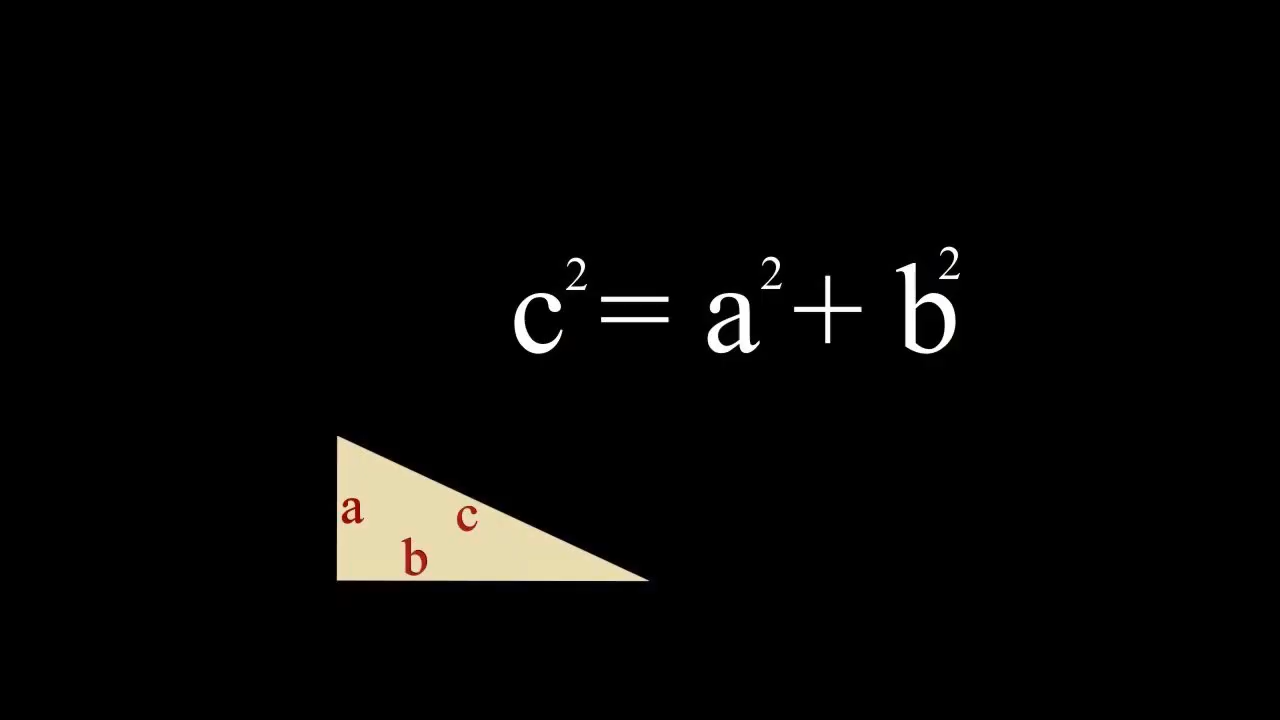 c² = a² + b²
a
c
b